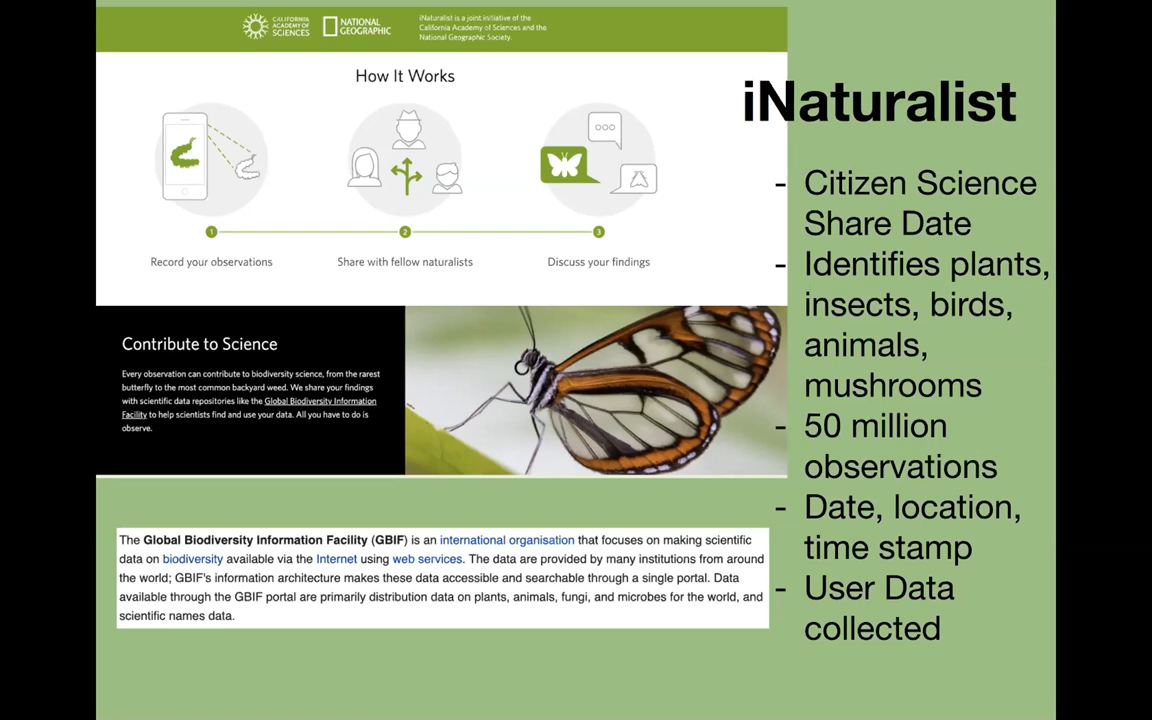 CALIFORNIA
ACADEMY OF
SCIENCES
NATIONAL
GEOGRAPHIC
iNaturalist is a joint initiative of the
California Academy of Sciences and the
National Geographic Society.
How It Works
1
2
3
Record your observations
Share with fellow naturalists
Discuss your findings
Contribute to Science
Every observation can contribute to biodiversity science, from the rarest
butterfly to the most common backyard weed. We share your findings
with scientific data repositories like the Global Biodiversity Information
Facility to help scientists find and use your data. All you have to do is
observe.
The Global Biodiversity Information Facility (GBIF) is an international organisation that focuses on making scientific
data on biodiversity available via the Internet using web services. The data are provided by many institutions from around
the world; GBIF's information architecture makes these data accessible and searchable through a single portal. Data
available through the GBIF portal are primarily distribution data on plants, animals, fungi, and microbes for the world, and
scientific names data.
iNaturalist
- Citizen Science
Share Date
- Identifies plants,
insects, birds,
animals,
mushrooms
- 50 million
observations
- Date, location,
time stamp
- User Data
collected